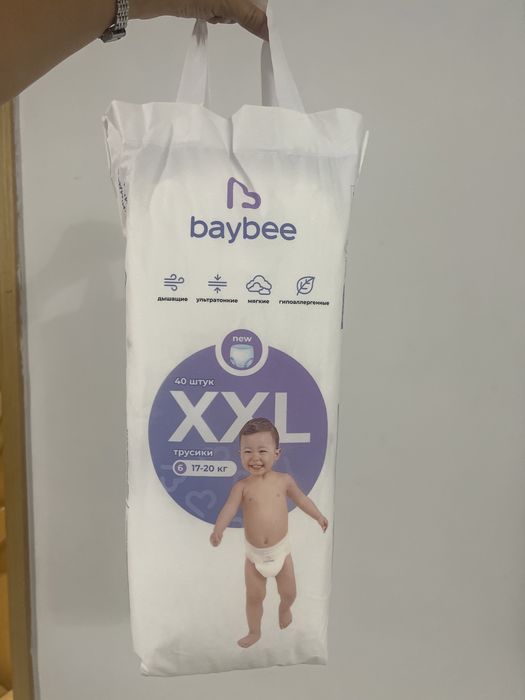 baybee
дышащие ультратонкие мягкие гипоаллергенные
new
40 штук
XXL
трусики
6 17-20 кг